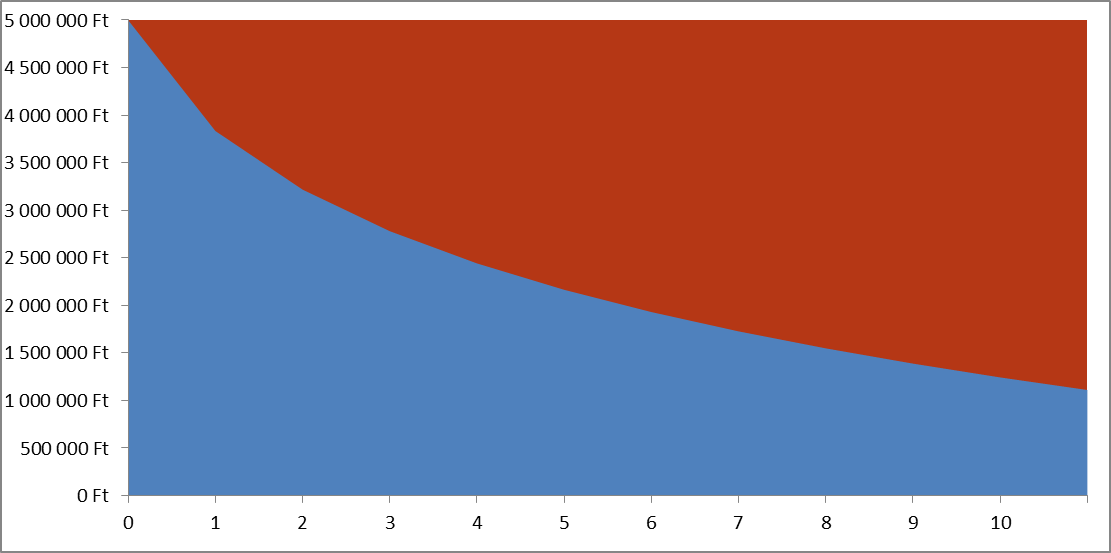 5 000 000 Ft
4 500 000 Ft
4 000 000 Ft
3 500 000 Ft
3 000 000 Ft
2 500 000 Ft
2 000 000 Ft
1 500 000 Ft
1 000 000 Ft
500 000 Ft
0 Ft
0 1 2 3 4 5 6 7 8 9 10